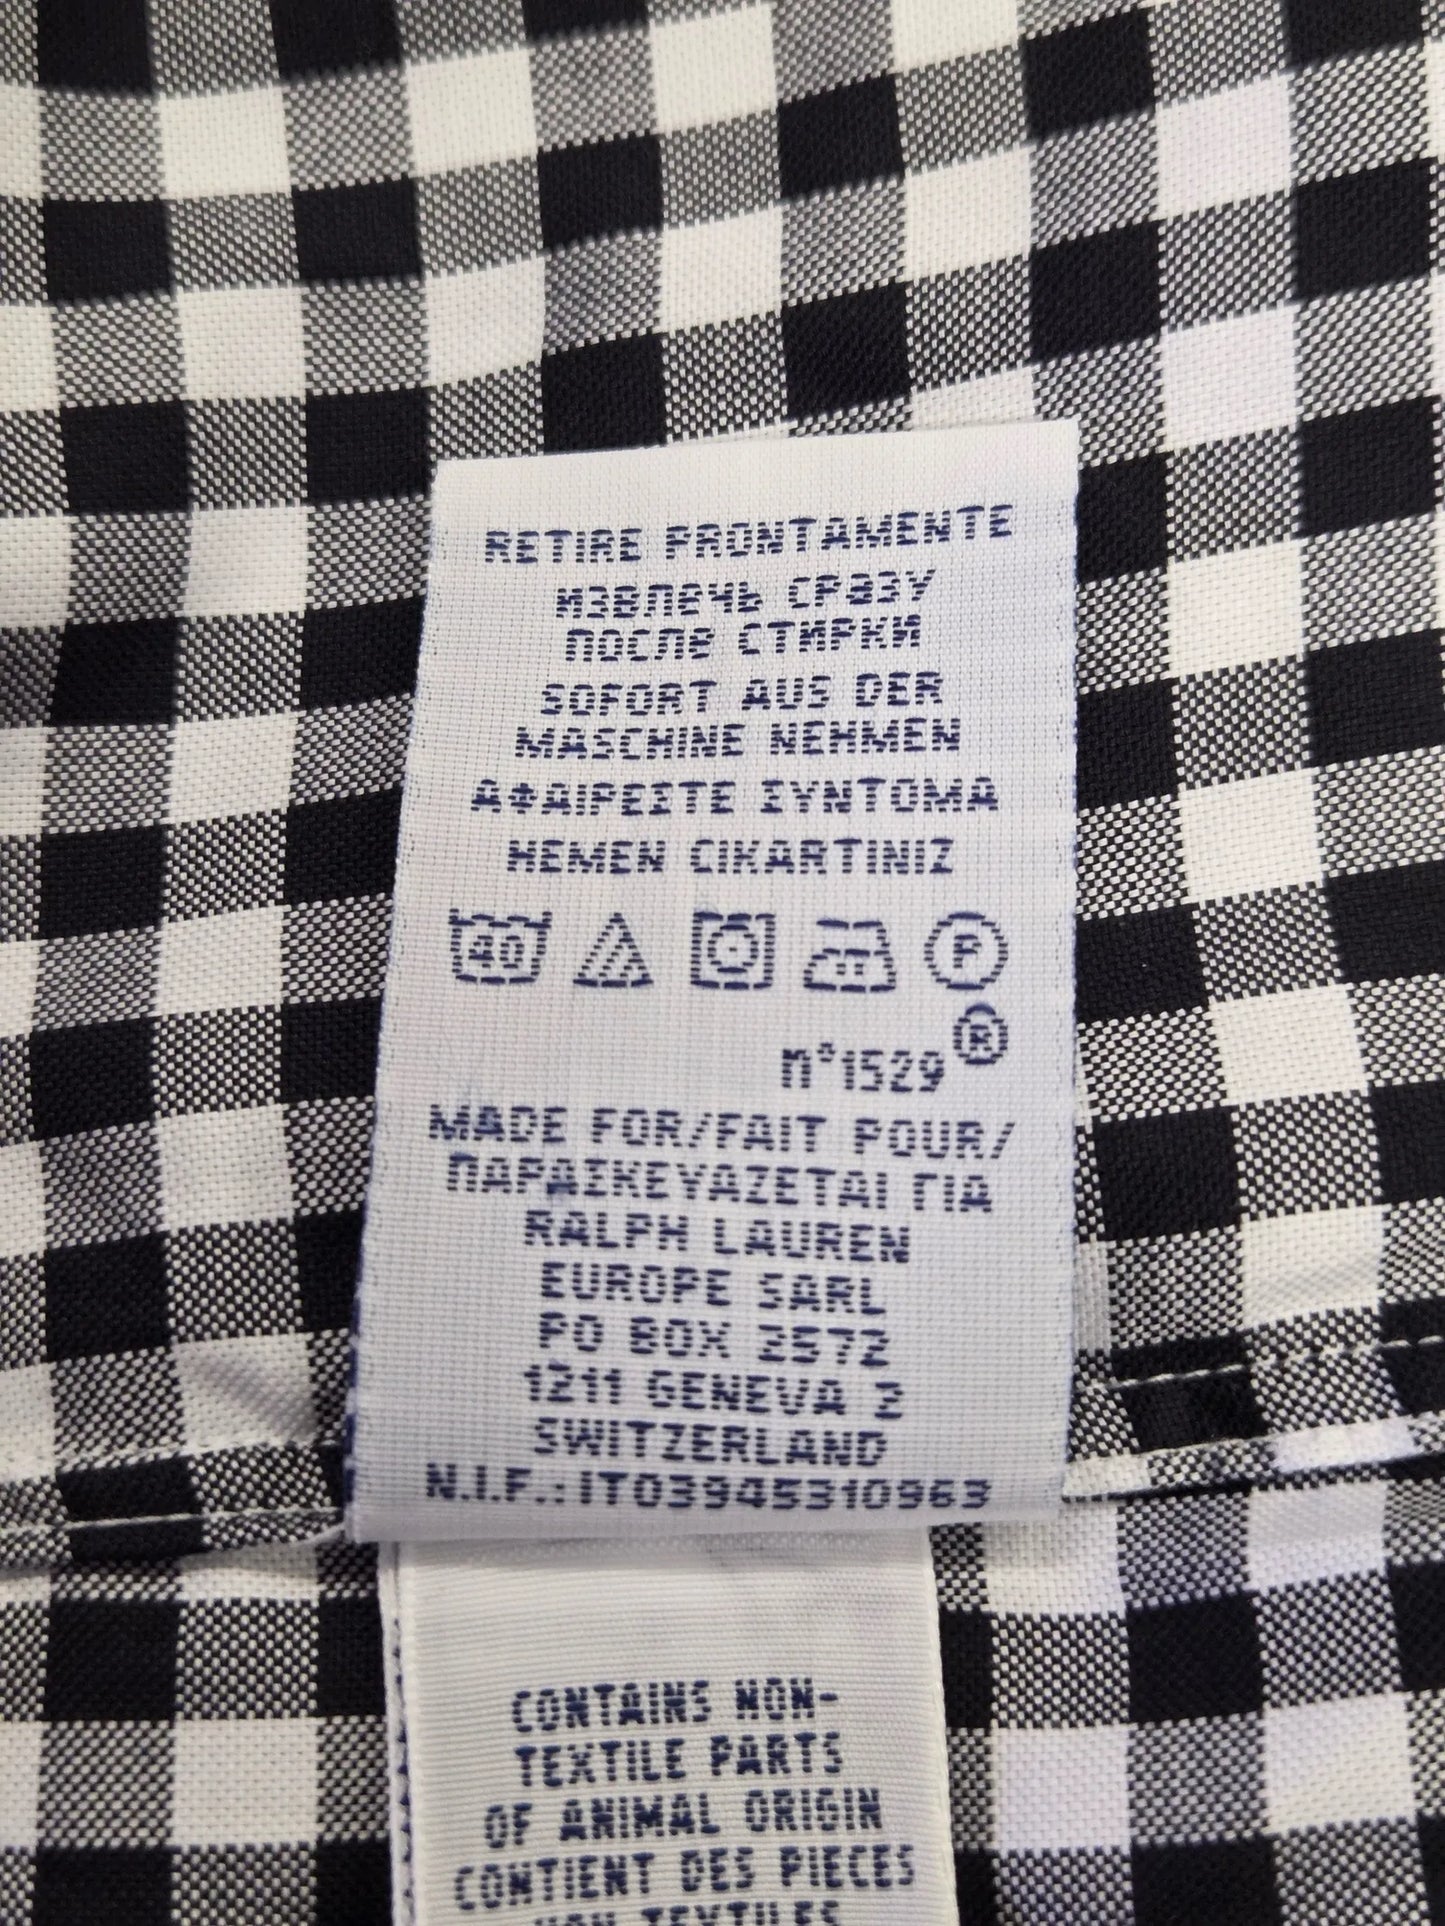 RETIRE PRONTAMENTE
ИЗВЛЕЧЬ СРАЗУ
ПОСЛЕ СТИРКИ
SOFORT AUS DER
MASCHINE NEHMEN
ΑΦΑΙΡΕΣΤΕ ΣΥΝΤΟΜΑ
HEMEN CIKARTINIZ
40 P
n°1529®
MADE FOR/FAIT POUR/
ΠΑΡΑΣΚΕΥΑΖΕΤΑΙ ΓΙΑ
RALPH LAUREN
EUROPE SARL
PO BOX 2572
1211 GENEVA 2
SWITZERLAND
N.I.F.:IT03945310963
CONTAINS NON-
TEXTILE PARTS
OF ANIMAL ORIGIN
CONTIENT DES PIECES
NON TEXTILES